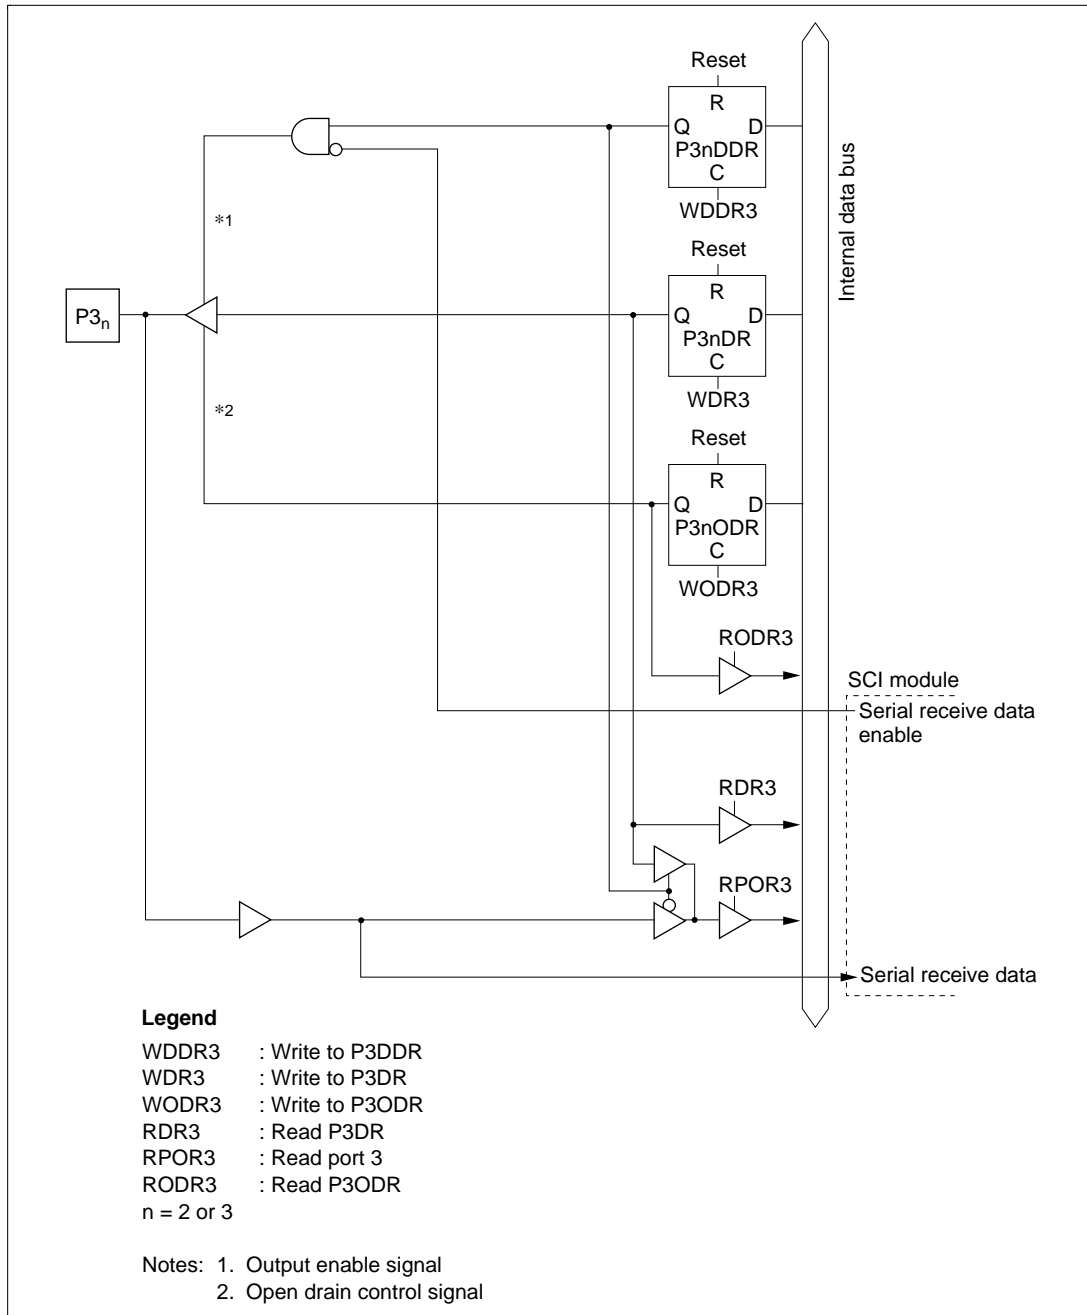 Reset
R
Q D
P3nDDR
C
WDDR3
Internal data bus
*1
Reset
R
P3n
Q D
P3nDR
C
WDR3
*2
Reset
R
Q D
P3nODR
C
WODR3
RODR3
SCI module
Serial receive data
enable
RDR3
RPOR3
Serial receive data
Legend
WDDR3 : Write to P3DDR
WDR3 : Write to P3DR
WODR3 : Write to P3ODR
RDR3 : Read P3DR
RPOR3 : Read port 3
RODR3 : Read P3ODR
n = 2 or 3
Notes: 1. Output enable signal
2. Open drain control signal